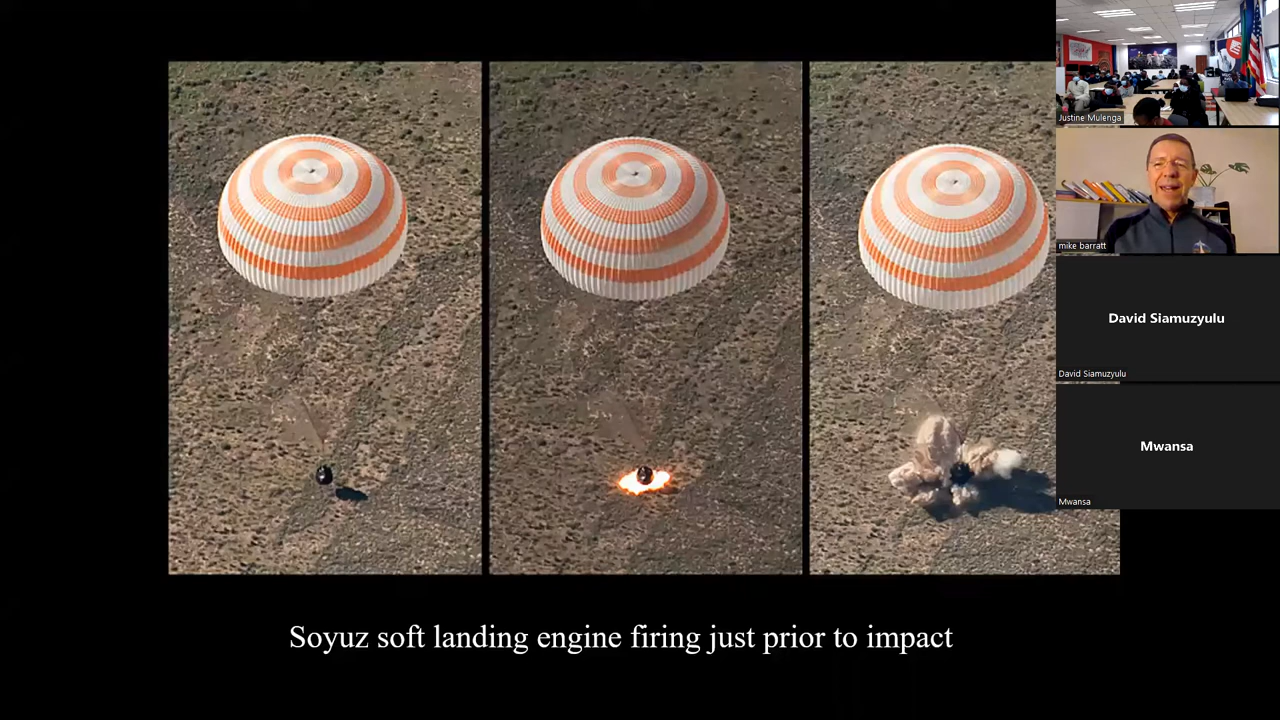 Justine Mulenga
mike barratt
David Siamuzyulu
David Siamuzyulu
Mwansa
Mwansa
Soyuz soft landing engine firing just prior to impact